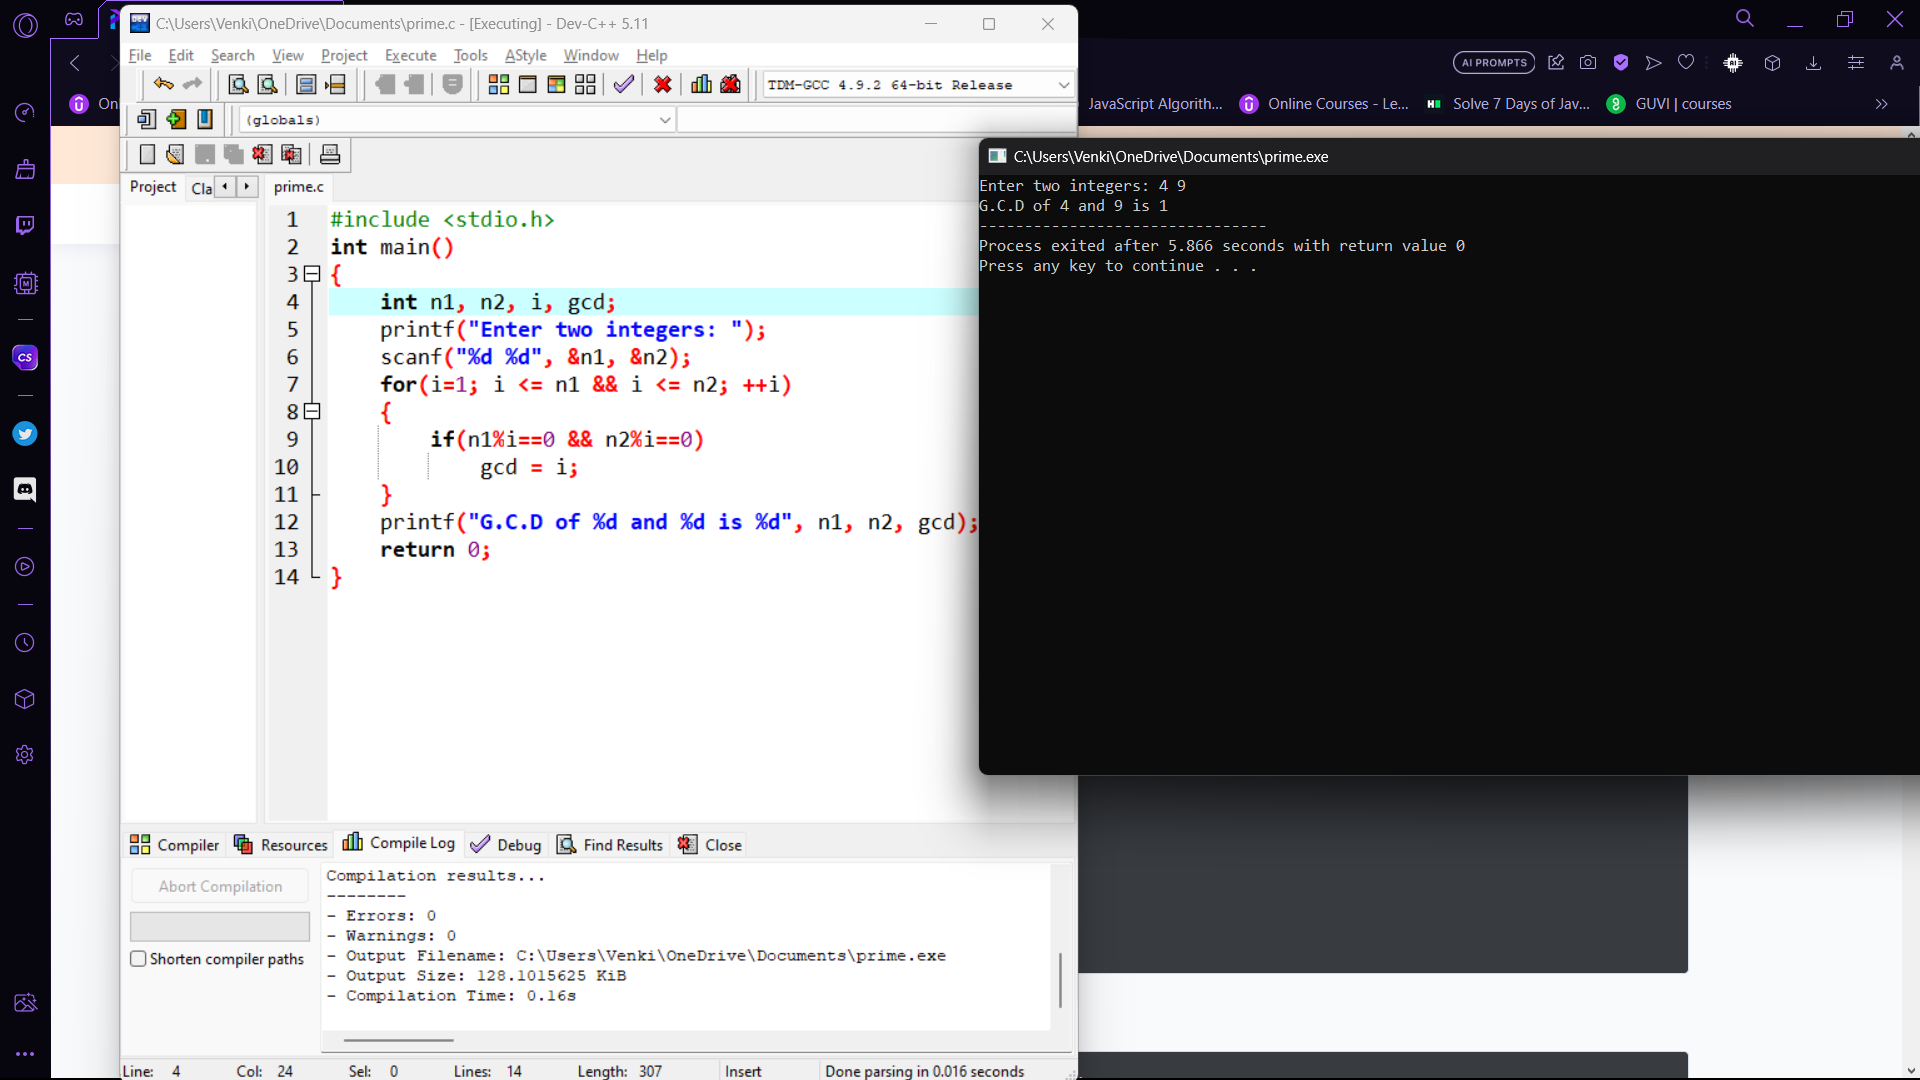 C:\Users\Venki\OneDrive\Documents\prime.c - [Executing] - Dev-C++ 5.11
File Edit Search View Project Execute Tools AStyle Window Help
TDM-GCC 4.9.2 64-bit Release
(globals)
Project Cla prime.c
1 #include <stdio.h>
2 int main()
3 {
4 int n1, n2, i, gcd;
5 printf("Enter two integers: ");
6 scanf("%d %d", &n1, &n2);
7 for(i=1; i <= n1 && i <= n2; ++i)
8 {
9 if(n1%i==0 && n2%i==0)
10 gcd = i;
11 }
12 printf("G.C.D of %d and %d is %d", n1, n2, gcd);
13 return 0;
14 }
Compiler Resources Compile Log Debug Find Results Close
Abort Compilation
Shorten compiler paths
Compilation results...
--------
- Errors: 0
- Warnings: 0
- Output Filename: C:\Users\Venki\OneDrive\Documents\prime.exe
- Output Size: 128.1015625 KiB
- Compilation Time: 0.16s
Line: 4 Col: 24 Sel: 0 Lines: 14 Length: 307 Insert Done parsing in 0.016 seconds
AI PROMPTS
On
JavaScript Algorith... Online Courses - Le... Solve 7 Days of Jav... GUVI | courses
C:\Users\Venki\OneDrive\Documents\prime.exe
Enter two integers: 4 9
G.C.D of 4 and 9 is 1
--------------------------------
Process exited after 5.866 seconds with return value 0
Press any key to continue . . .
CS